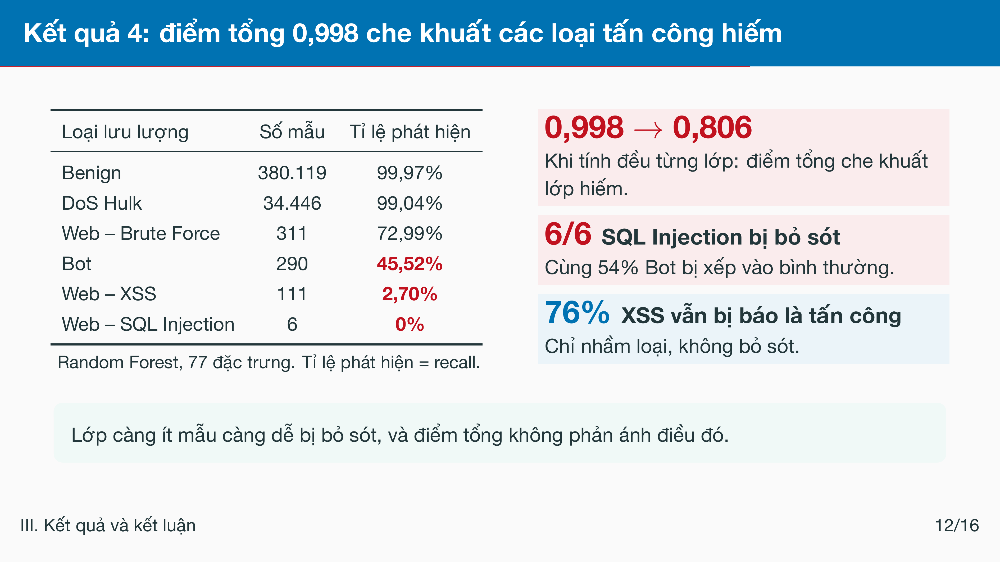 Kết quả 4: điểm tổng 0,998 che khuất các loại tấn công hiếm
Loại lưu lượng Số mẫu Tỉ lệ phát hiện
Benign 380.119 99,97%
DoS Hulk 34.446 99,04%
Web – Brute Force 311 72,99%
Bot 290 45,52%
Web – XSS 111 2,70%
Web – SQL Injection 6 0%
Random Forest, 77 đặc trưng. Tỉ lệ phát hiện = recall.
0,998 → 0,806
Khi tính đều từng lớp: điểm tổng che khuất
lớp hiếm.
6/6 SQL Injection bị bỏ sót
Cùng 54% Bot bị xếp vào bình thường.
76% XSS vẫn bị báo là tấn công
Chỉ nhầm loại, không bỏ sót.
Lớp càng ít mẫu càng dễ bị bỏ sót, và điểm tổng không phản ánh điều đó.
III. Kết quả và kết luận
12/16